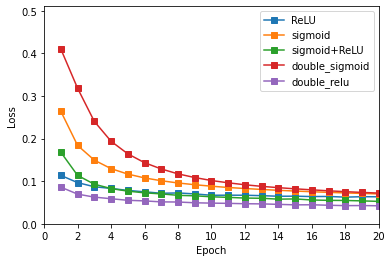 ReLU
sigmoid
sigmoid+ReLU
double_sigmoid
double_relu
Loss
0.5
0.4
0.3
0.2
0.1
0.0
0 2 4 6 8 10 12 14 16 18 20
Epoch